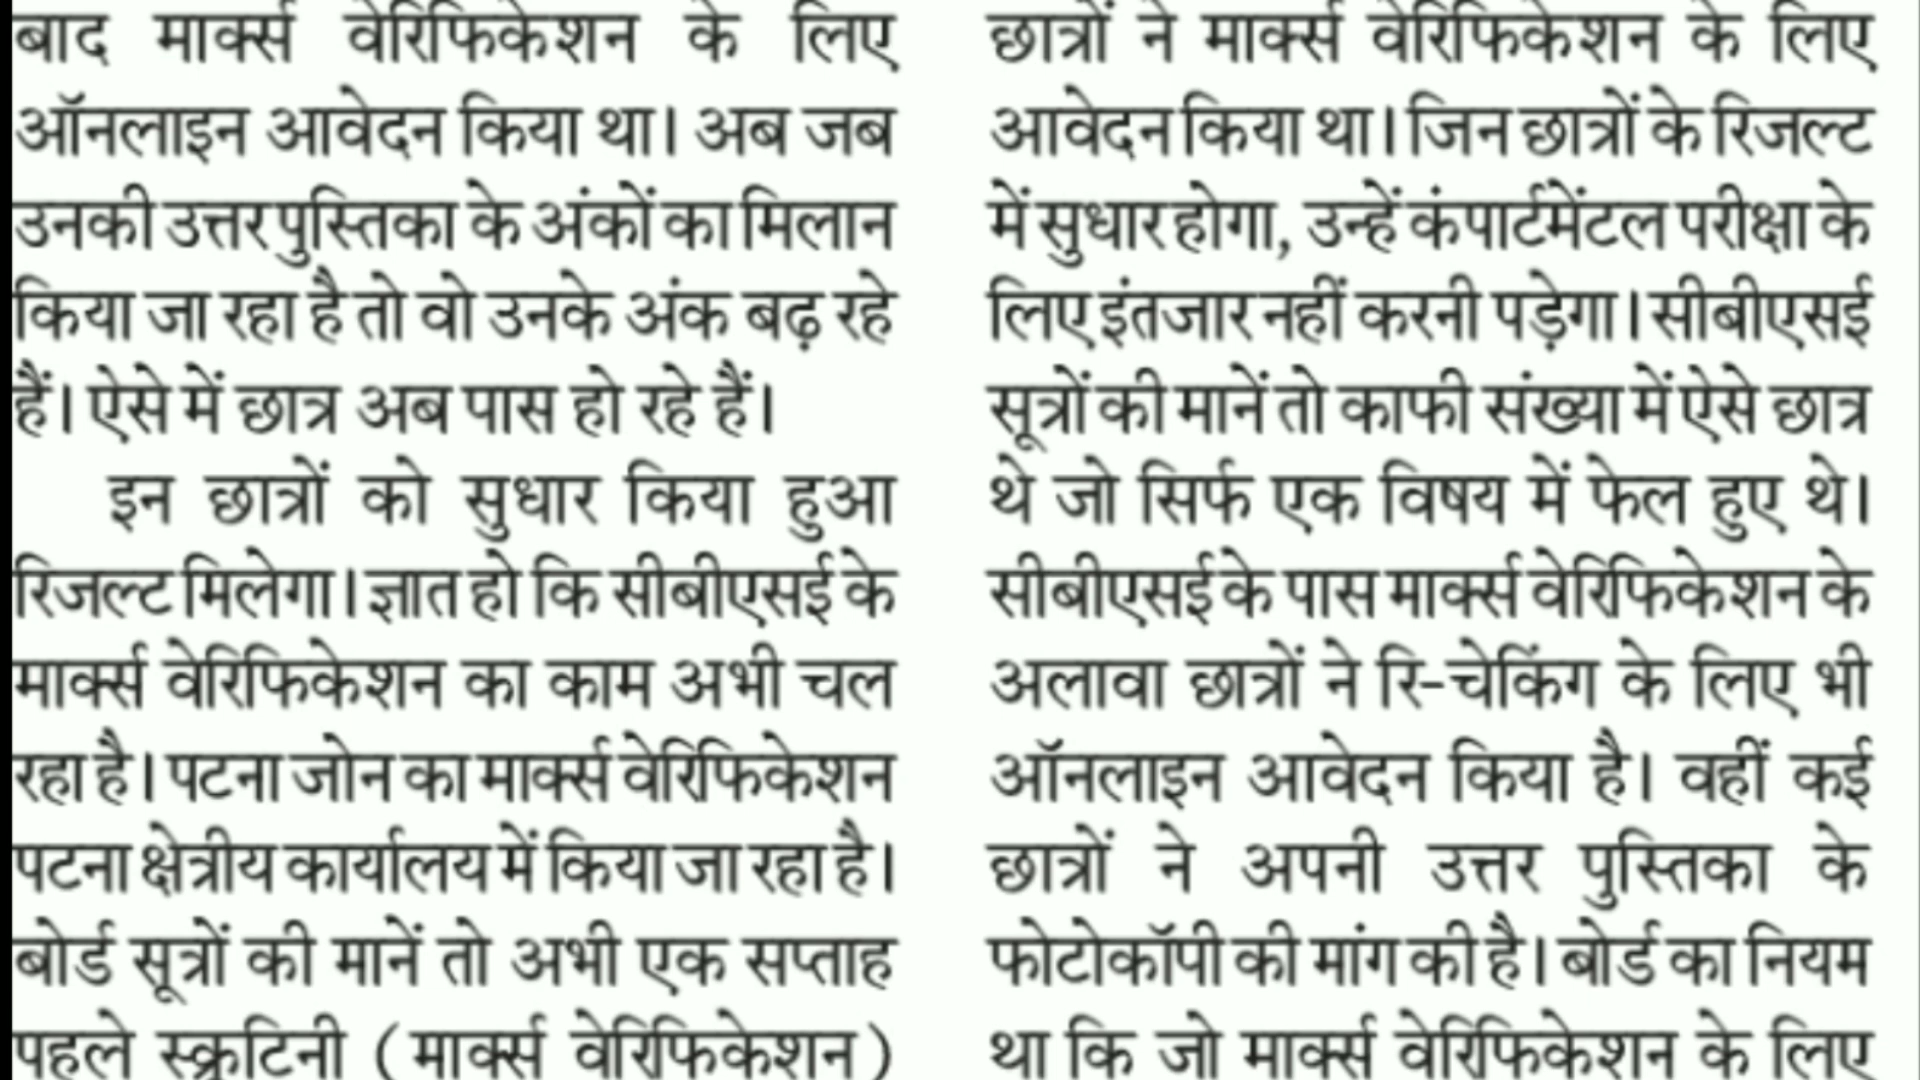 बाद मार्क्स वेरिफिकेशन के लिए
ऑनलाइन आवेदन किया था। अब जब
उनकी उत्तर पुस्तिका के अंकों का मिलान
किया जा रहा है तो वो उनके अंक बढ़ रहे
हैं। ऐसे में छात्र अब पास हो रहे हैं।
इन छात्रों को सुधार किया हुआ
रिजल्ट मिलेगा। ज्ञात हो कि सीबीएसई के
मार्क्स वेरिफिकेशन का काम अभी चल
रहा है। पटना जोन का मार्क्स वेरिफिकेशन
पटना क्षेत्रीय कार्यालय में किया जा रहा है।
बोर्ड सूत्रों की मानें तो अभी एक सप्ताह
पहले स्क्रूटिनी (मार्क्स वेरिफिकेशन)
छात्रों ने मार्क्स वेरिफिकेशन के लिए
आवेदन किया था। जिन छात्रों के रिजल्ट
में सुधार होगा, उन्हें कंपार्टमेंटल परीक्षा के
लिए इंतजार नहीं करनी पड़ेगा। सीबीएसई
सूत्रों की मानें तो काफी संख्या में ऐसे छात्र
थे जो सिर्फ एक विषय में फेल हुए थे।
सीबीएसई के पास मार्क्स वेरिफिकेशन के
अलावा छात्रों ने रि-चेकिंग के लिए भी
ऑनलाइन आवेदन किया है। वहीं कई
छात्रों ने अपनी उत्तर पुस्तिका के
फोटोकॉपी की मांग की है। बोर्ड का नियम
था कि जो मार्क्स वेरिफिकेशन के लिए